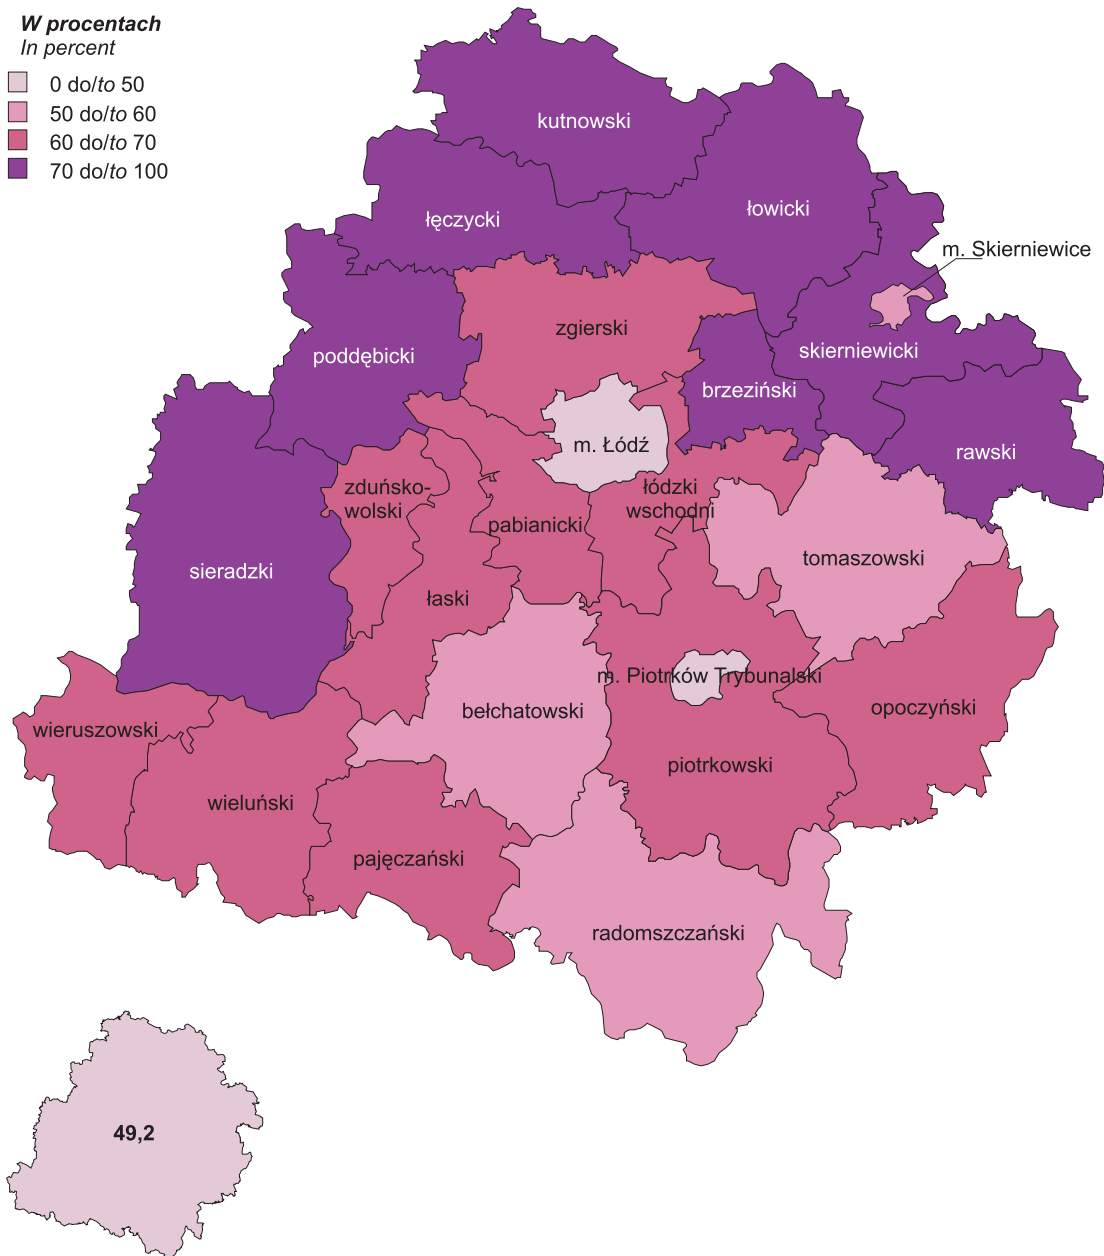 W procentach
In percent
0 do/to 50
50 do/to 60
60 do/to 70
70 do/to 100
kutnowski
łęczycki
łowicki
m. Skierniewice
zgierski
poddębicki
skierniewicki
brzeziński
m. Łódź
rawski
zduńsko-
wolski
łódzki
wschodni
pabianicki
tomaszowski
sieradzki
łaski
m. Piotrków Trybunalski
bełchatowski
opoczyński
wieruszowski
piotrkowski
wieluński
pajęczański
radomszczański
49,2